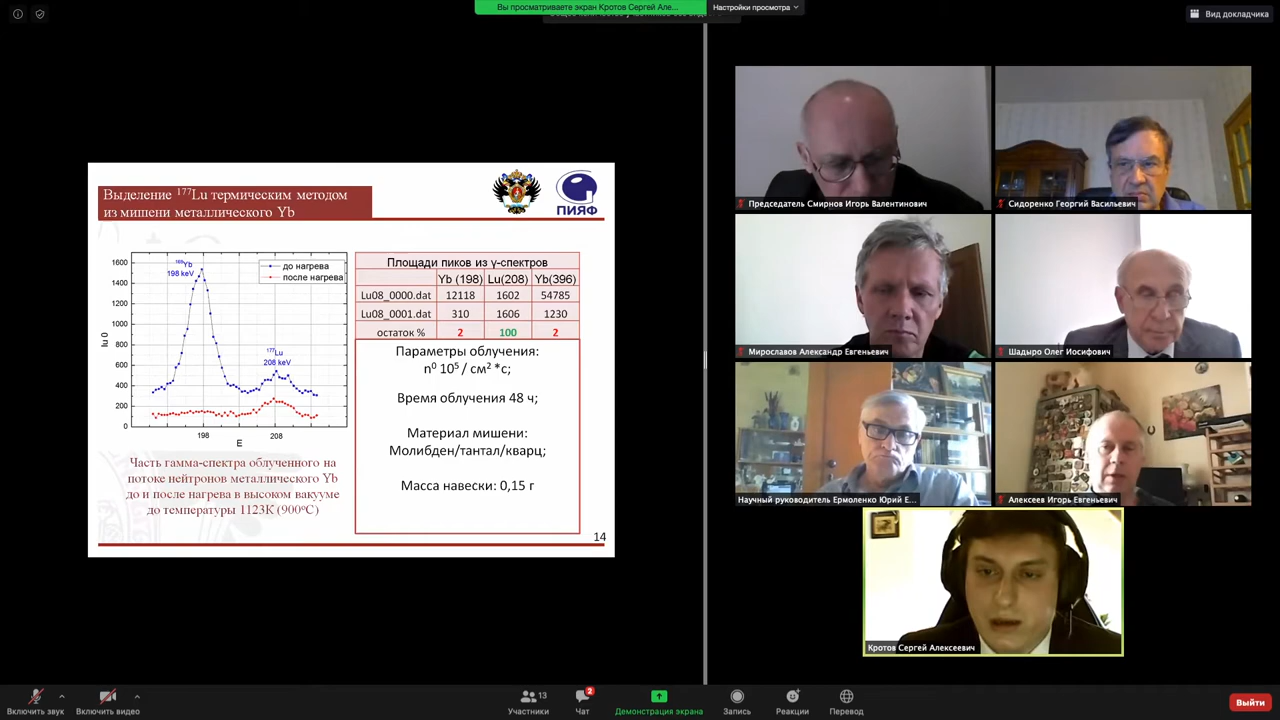 Вы просматриваете экран Кротов Сергей Але...
Настройки просмотра
Вид докладчика
Выделение ¹⁷⁷Lu термическим методом
из мишени металлического Yb
ПИЯФ
1600
1400
1200
1000
800
600
400
200
0
Iu 0
¹⁶⁹Yb
198 keV
до нагрева
после нагрева
¹⁷⁷Lu
208 keV
198
208
E
Часть гамма-спектра облученного на
потоке нейтронов металлического Yb
до и после нагрева в высоком вакууме
до температуры 1123К (900ºС)
Площади пиков из γ-спектров
Yb (198) Lu(208) Yb(396)
Lu08_0000.dat 12118 1602 54785
Lu08_0001.dat 310 1606 1230
остаток % 2 100 2
Параметры облучения:
n⁰ 10⁵ / см² *с;
Время облучения 48 ч;
Материал мишени:
Молибден/тантал/кварц;
Масса навески: 0,15 г
14
Председатель Смирнов Игорь Валентинович
Сидоренко Георгий Васильевич
Мирославов Александр Евгеньевич
Шадыро Олег Иосифович
Научный руководитель Ермоленко Юрий Е...
Алексеев Игорь Евгеньевич
Кротов Сергей Алексеевич
Включить звук
Включить видео
13
Участники
2
Чат
Демонстрация экрана
Запись
Реакции
Перевод
Выйти